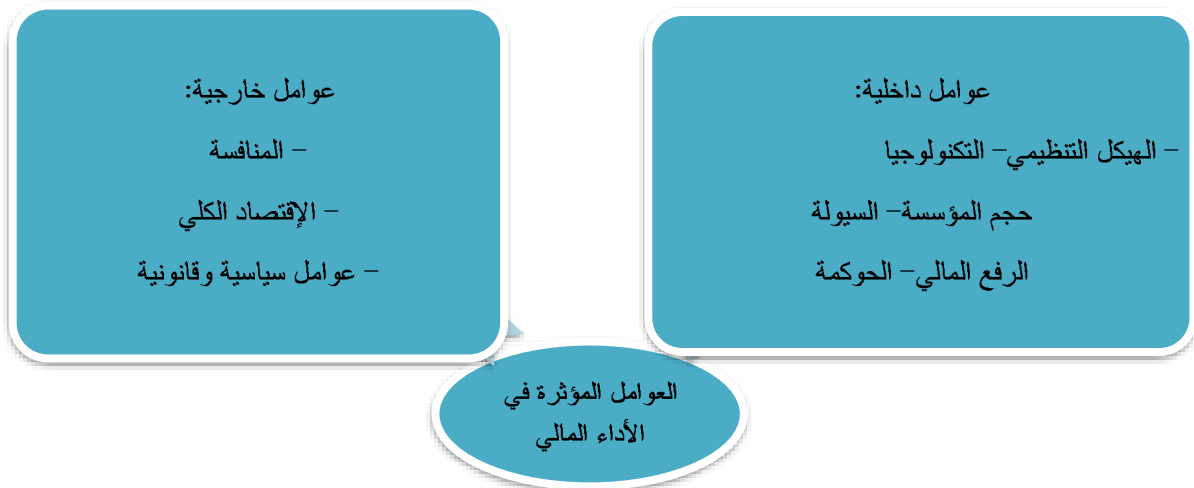 عوامل داخلية:
– الهيكل التنظيمي– التكنولوجيا
حجم المؤسسة– السيولة
الرفع المالي– الحوكمة
عوامل خارجية:
– المنافسة
– الإقتصاد الكلي
– عوامل سياسية وقانونية
العوامل المؤثرة في
الأداء المالي